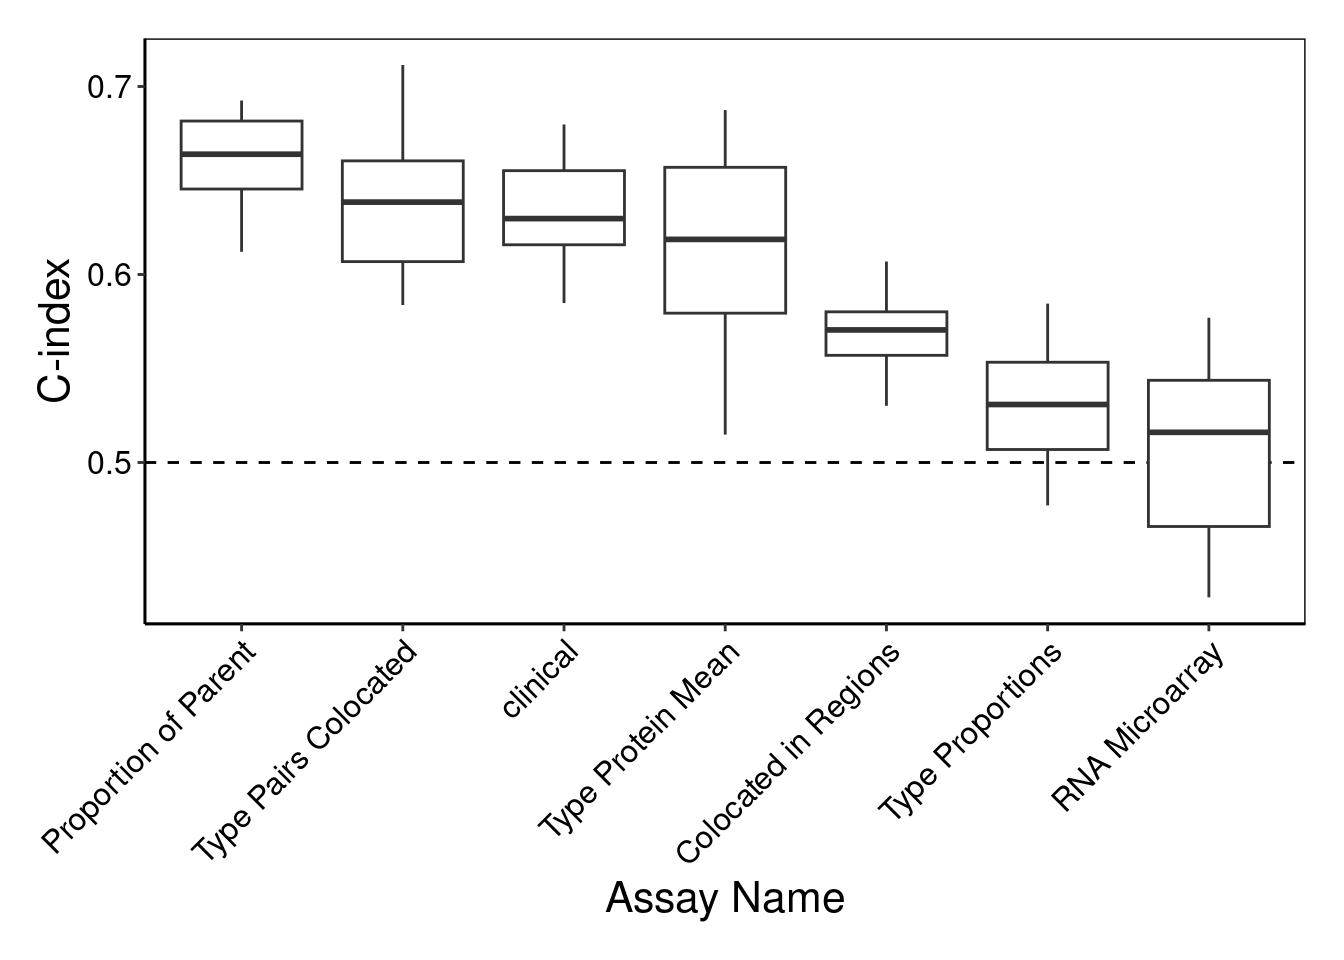 C-index
0.7
0.6
0.5
Proportion of Parent
Type Pairs Colocated
clinical
Type Protein Mean
Colocated in Regions
Type Proportions
RNA Microarray
Assay Name